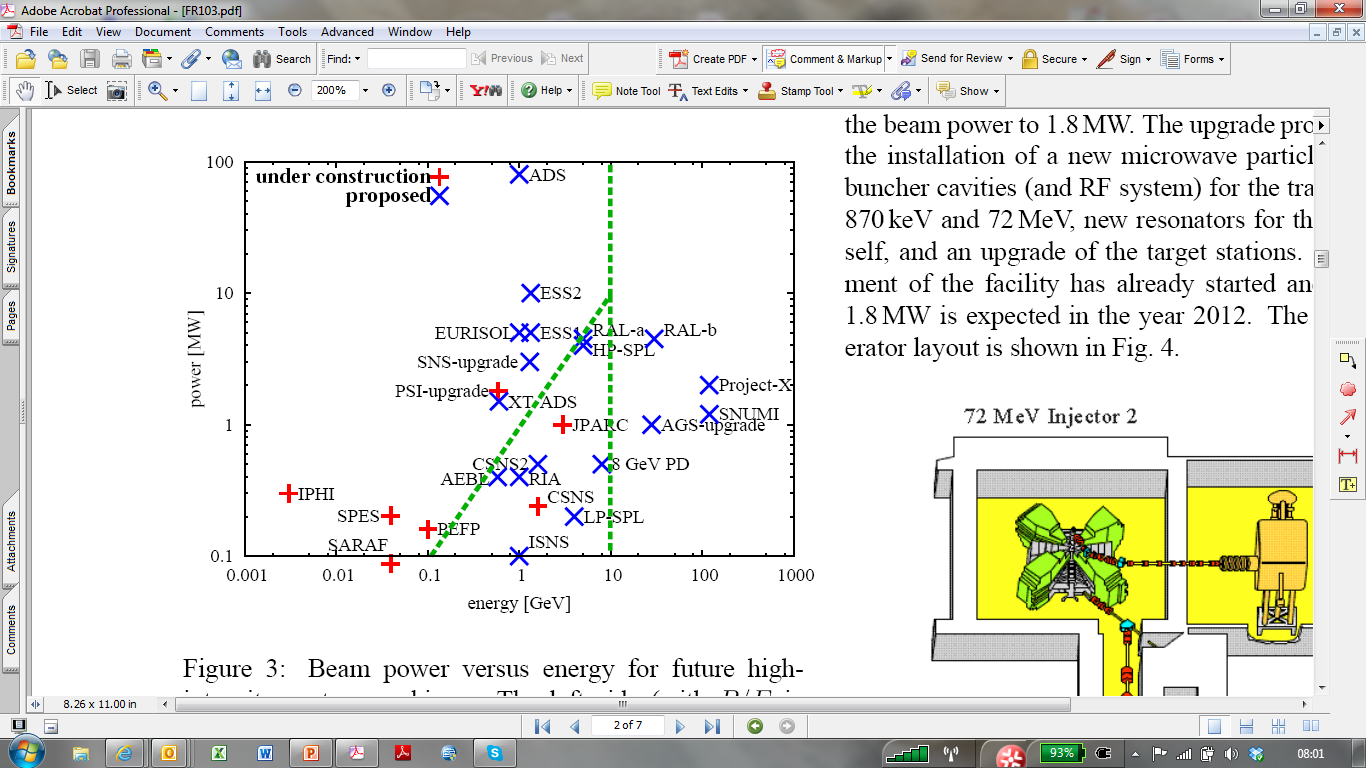 Adobe Acrobat Professional - [FR103.pdf]
File Edit View Document Comments Tools Advanced Window Help
Search Find: Previous Next Create PDF Comment & Markup Send for Review Secure Sign Forms
Select 200% Y! Help Note Tool Text Edits Stamp Tool Show
Bookmarks
Signatures
Pages
Attachments
Comments
100
10
1
0.1
power [MW]
under construction
proposed
ADS
ESS2
EURISOL
RAL-a
RAL-b
HP-SPL
SNS-upgrade
PSI-upgrade
XT-ADS
Project-X
SNUMI
JPARC
AGS-upgrade
CSNS2
8 GeV PD
AEBL
RIA
IPHI
CSNS
SPES
LP-SPL
PEFP
SARAF
ISNS
0.001 0.01 0.1 1 10 100 1000
energy [GeV]
Figure 3: Beam power versus energy for future high-
the beam power to 1.8 MW. The upgrade pro
the installation of a new microwave particl
buncher cavities (and RF system) for the tra
870 keV and 72 MeV, new resonators for th
self, and an upgrade of the target stations.
ment of the facility has already started an
1.8 MW is expected in the year 2012. The
erator layout is shown in Fig. 4.
72 MeV Injector 2
8.26 x 11.00 in
2 of 7
93%
08:01